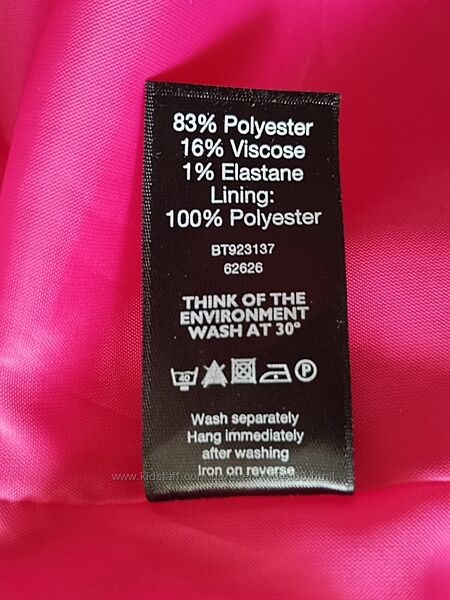 83% Polyester
16% Viscose
1% Elastane
Lining:
100% Polyester
BT923137
62626
THINK OF THE
ENVIRONMENT
WASH AT 30°
40 P
Wash separately
Hang immediately
after washing
Iron on reverse